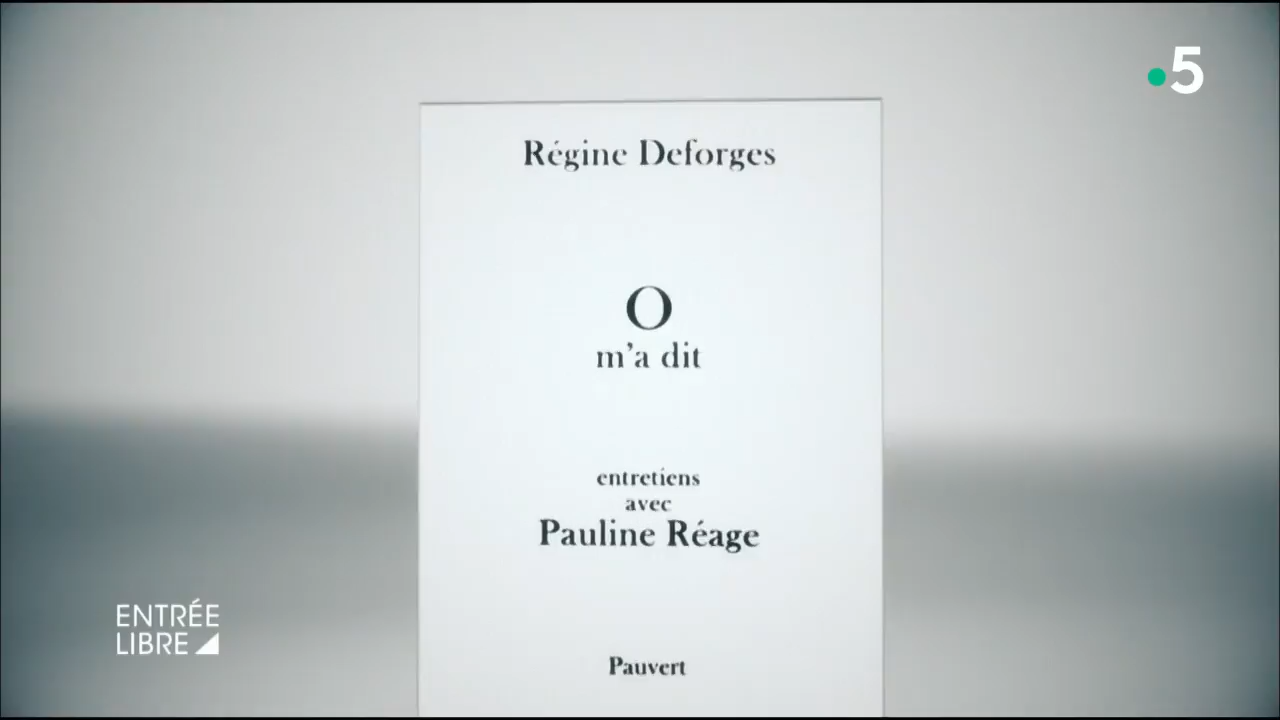 5
Régine Deforges
O
m'a dit
entretiens
avec
Pauline Réage
ENTRÉE
LIBRE
Pauvert